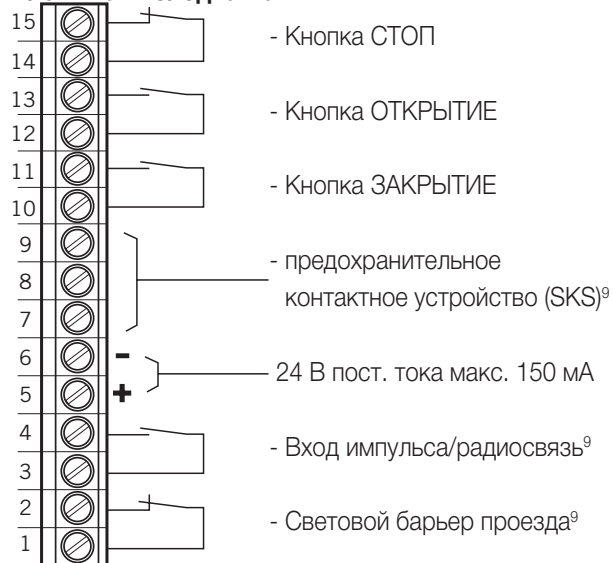 15
- Кнопка СТОП
14
13
- Кнопка ОТКРЫТИЕ
12
11
- Кнопка ЗАКРЫТИЕ
10
9
- предохранительное
8
контактное устройство (SKS)⁹
7
6 -
24 В пост. тока макс. 150 мА
5 +
4
- Вход импульса/радиосвязь⁹
3
2
- Световой барьер проезда⁹
1